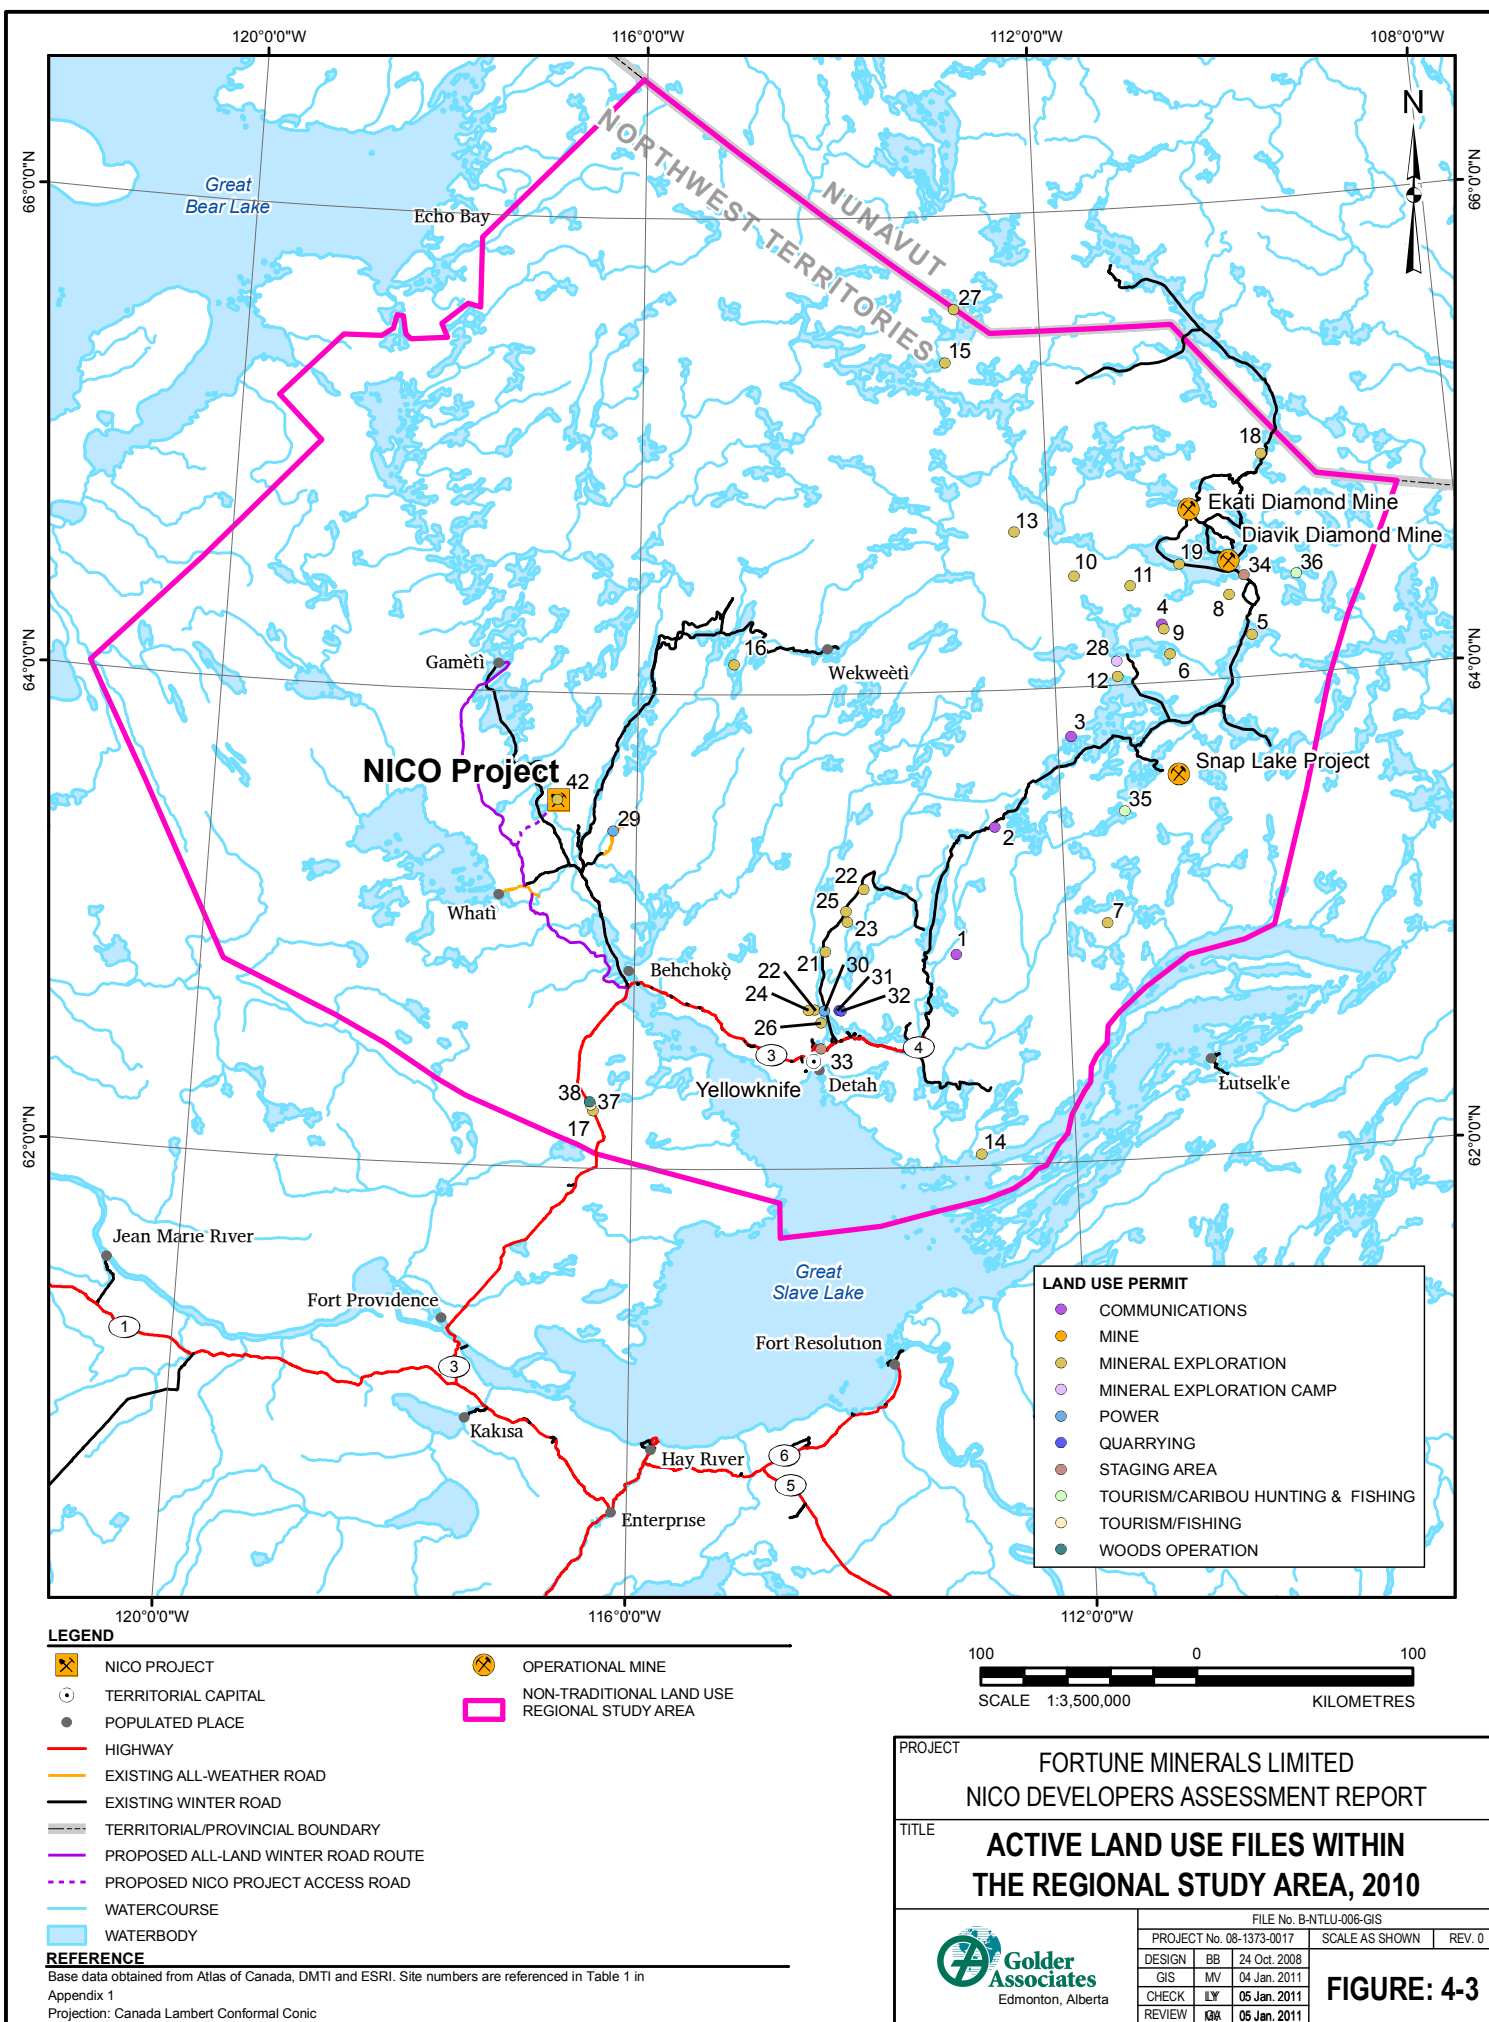 120°0'0"W
116°0'0"W
112°0'0"W
108°0'0"W
N
66°0'0"N
66°0'0"N
Great
Bear Lake
Echo Bay
NORTHWEST TERRITORIES
NUNAVUT
27
15
18
Ekati Diamond Mine
13
Diavik Diamond Mine
19
34
36
10
11
8
4
9
5
28
6
12
64°0'0"N
64°0'0"N
Gamètì
16
Wekweètì
3
Snap Lake Project
NICO Project
42
35
29
2
22
Whatì
25
23
7
1
Behchokò
21
22
30
31
24
32
26
3
4
33
Yellowknife
Detah
Łutselk'e
38
37
17
14
62°0'0"N
62°0'0"N
Jean Marie River
Great
Slave Lake
Fort Providence
1
3
Fort Resolution
Kakisa
Hay River
6
5
Enterprise
LAND USE PERMIT
COMMUNICATIONS
MINE
MINERAL EXPLORATION
MINERAL EXPLORATION CAMP
POWER
QUARRYING
STAGING AREA
TOURISM/CARIBOU HUNTING & FISHING
TOURISM/FISHING
WOODS OPERATION
120°0'0"W
116°0'0"W
112°0'0"W
LEGEND
NICO PROJECT
TERRITORIAL CAPITAL
POPULATED PLACE
HIGHWAY
EXISTING ALL-WEATHER ROAD
EXISTING WINTER ROAD
TERRITORIAL/PROVINCIAL BOUNDARY
PROPOSED ALL-LAND WINTER ROAD ROUTE
PROPOSED NICO PROJECT ACCESS ROAD
WATERCOURSE
WATERBODY
OPERATIONAL MINE
NON-TRADITIONAL LAND USE
REGIONAL STUDY AREA
REFERENCE
Base data obtained from Atlas of Canada, DMTI and ESRI. Site numbers are referenced in Table 1 in
Appendix 1
Projection: Canada Lambert Conformal Conic
100 0 100
SCALE 1:3,500,000 KILOMETRES
PROJECT
FORTUNE MINERALS LIMITED
NICO DEVELOPERS ASSESSMENT REPORT
TITLE
ACTIVE LAND USE FILES WITHIN
THE REGIONAL STUDY AREA, 2010
Golder
Associates
Edmonton, Alberta
FILE No. B-NTLU-006-GIS
PROJECT No. 08-1373-0017 SCALE AS SHOWN REV. 0
DESIGN BB 24 Oct. 2008
GIS MV 04 Jan. 2011
CHECK 05 Jan. 2011
REVIEW 05 Jan. 2011
FIGURE: 4-3